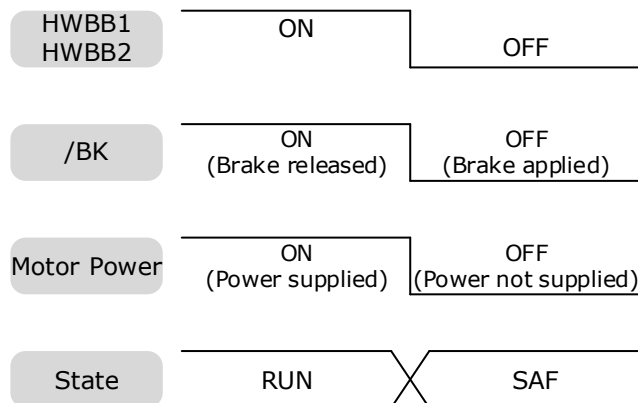 HWBB1
HWBB2
ON
OFF
/BK
ON
(Brake released)
OFF
(Brake applied)
Motor Power
ON
(Power supplied)
OFF
(Power not supplied)
State
RUN
SAF